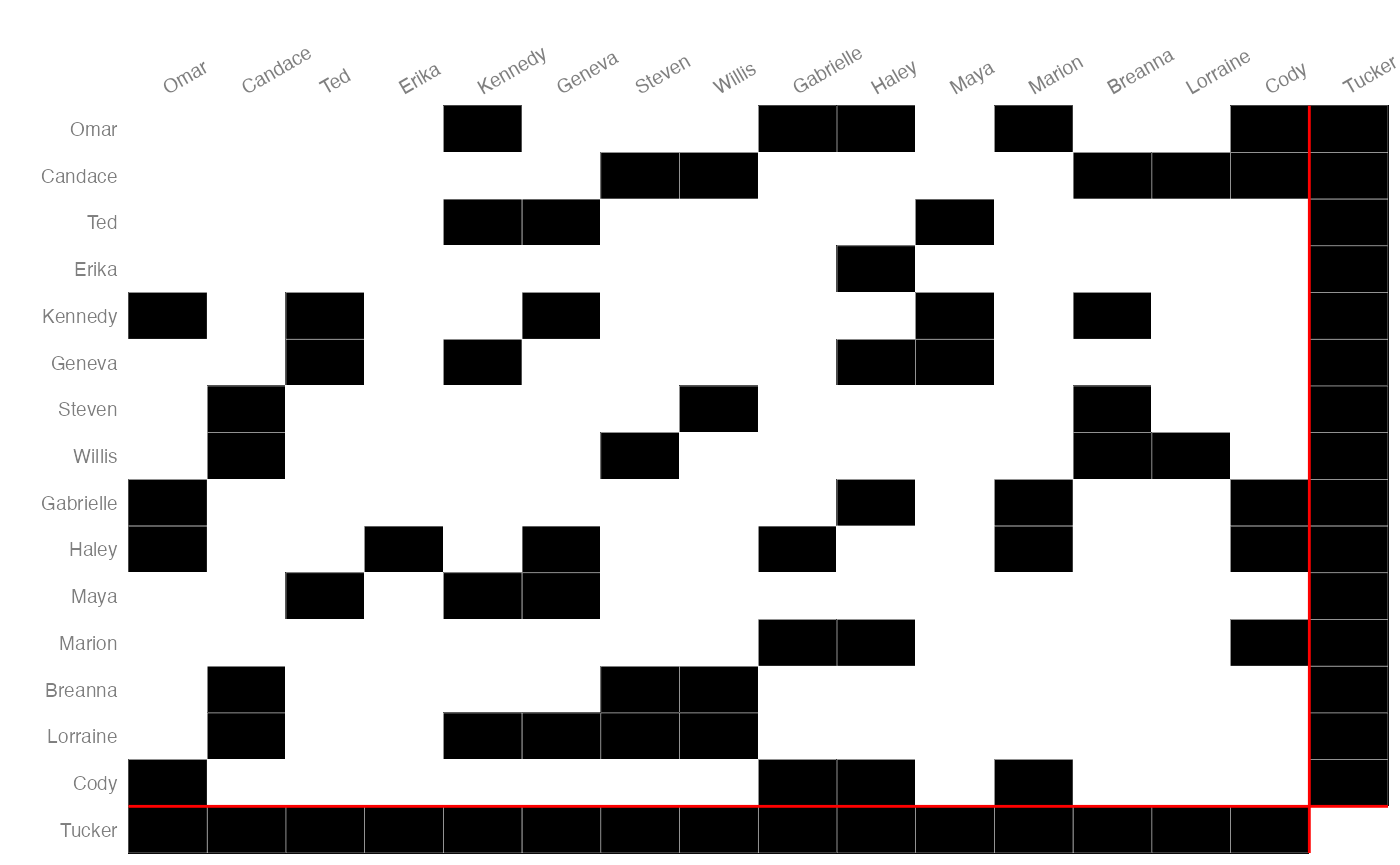 Omar Candace Ted Erika Kennedy Geneva Steven Willis Gabrielle Haley Maya Marion Breanna Lorraine Cody Tucker
Omar
Candace
Ted
Erika
Kennedy
Geneva
Steven
Willis
Gabrielle
Haley
Maya
Marion
Breanna
Lorraine
Cody
Tucker